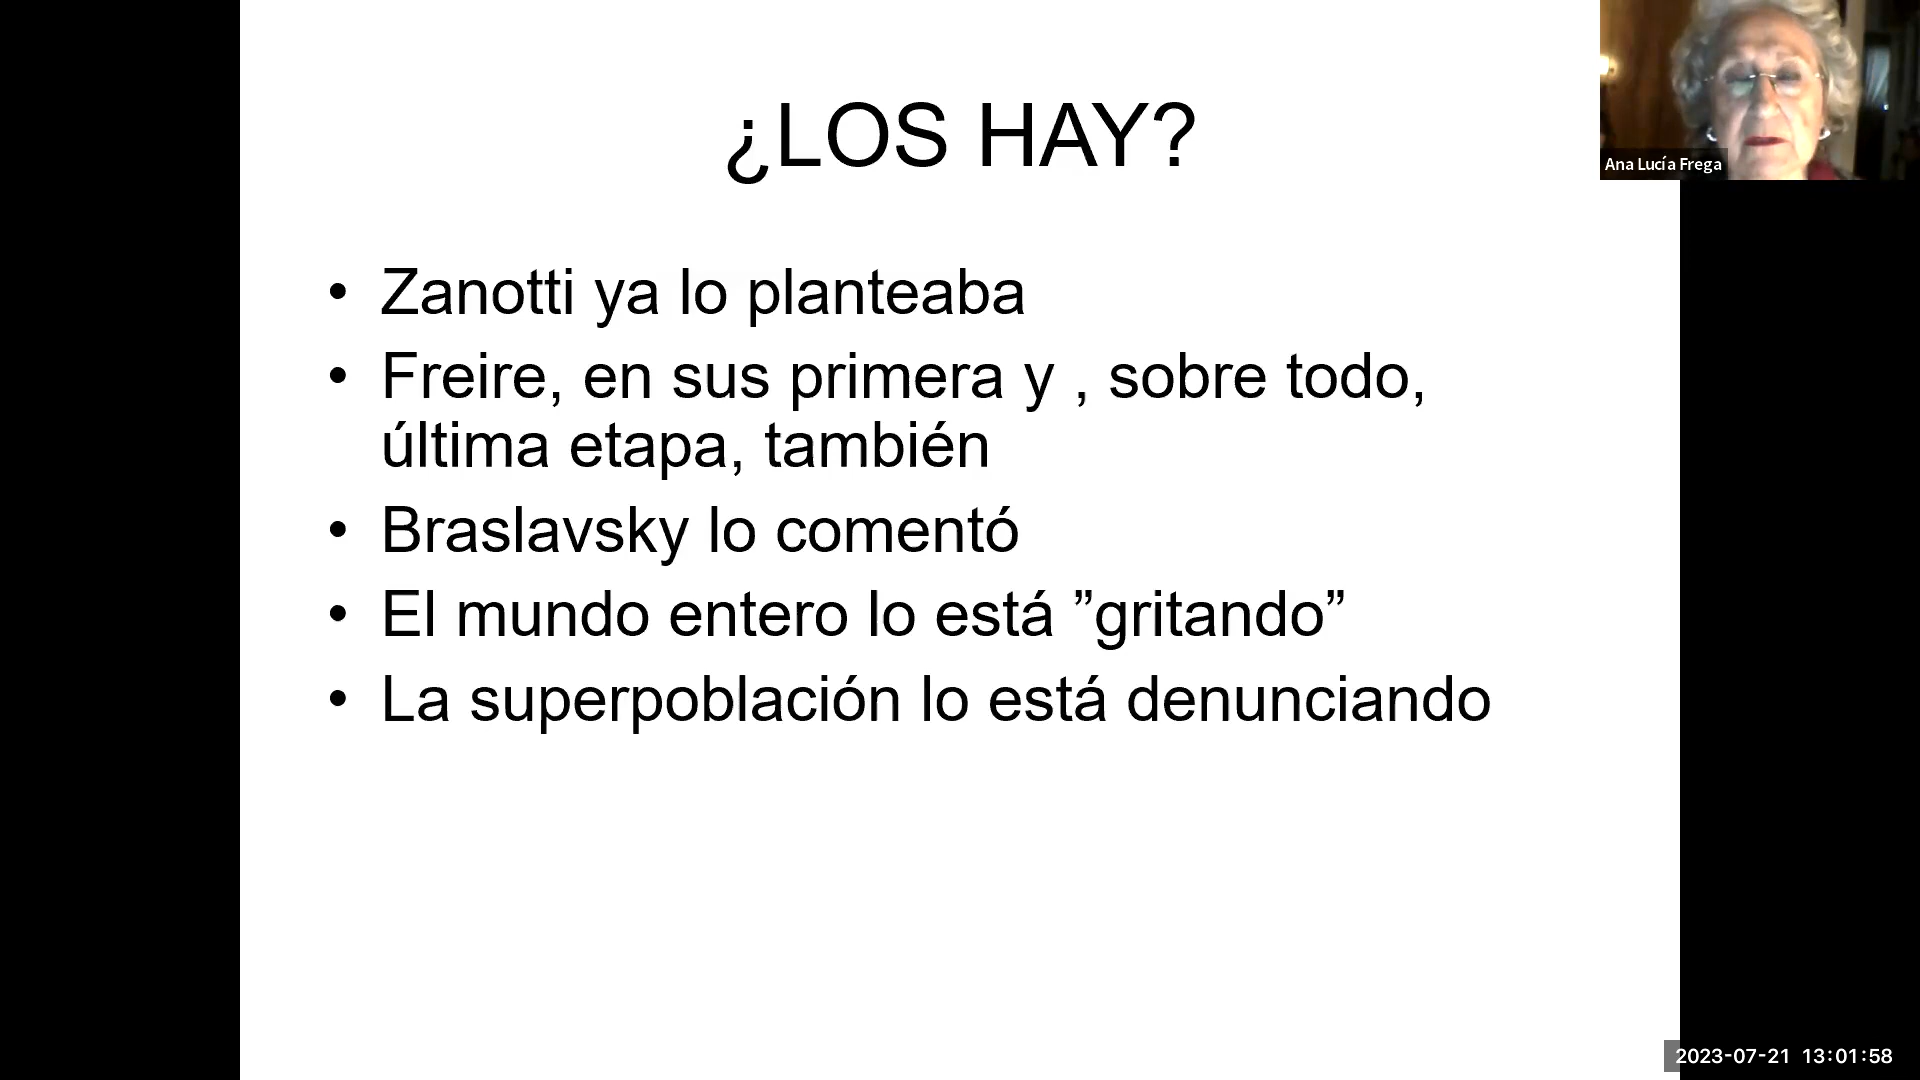 ¿LOS HAY?
• Zanotti ya lo planteaba
• Freire, en sus primera y , sobre todo,
última etapa, también
• Braslavsky lo comentó
• El mundo entero lo está ”gritando”
• La superpoblación lo está denunciando
Ana Lucía Frega
2023-07-21 13:01:58